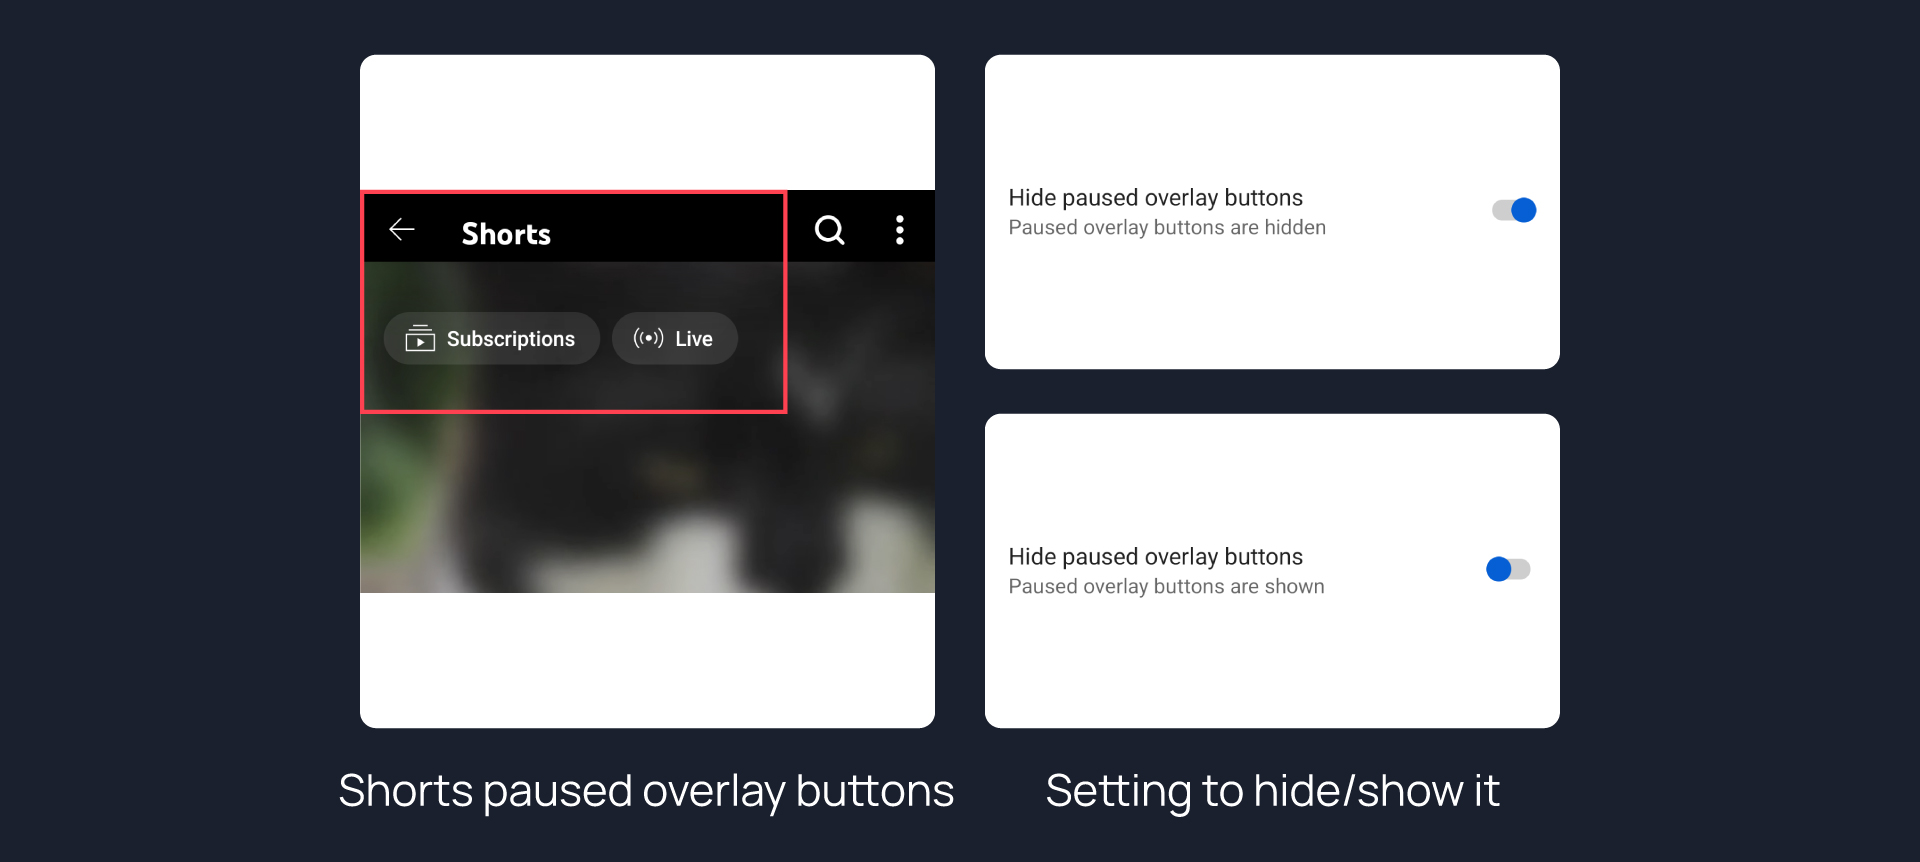 Shorts
Subscriptions
Live
Shorts paused overlay buttons
Hide paused overlay buttons
Paused overlay buttons are hidden
Hide paused overlay buttons
Paused overlay buttons are shown
Setting to hide/show it